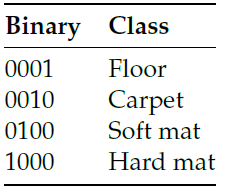 Binary Class
0001 Floor
0010 Carpet
0100 Soft mat
1000 Hard mat